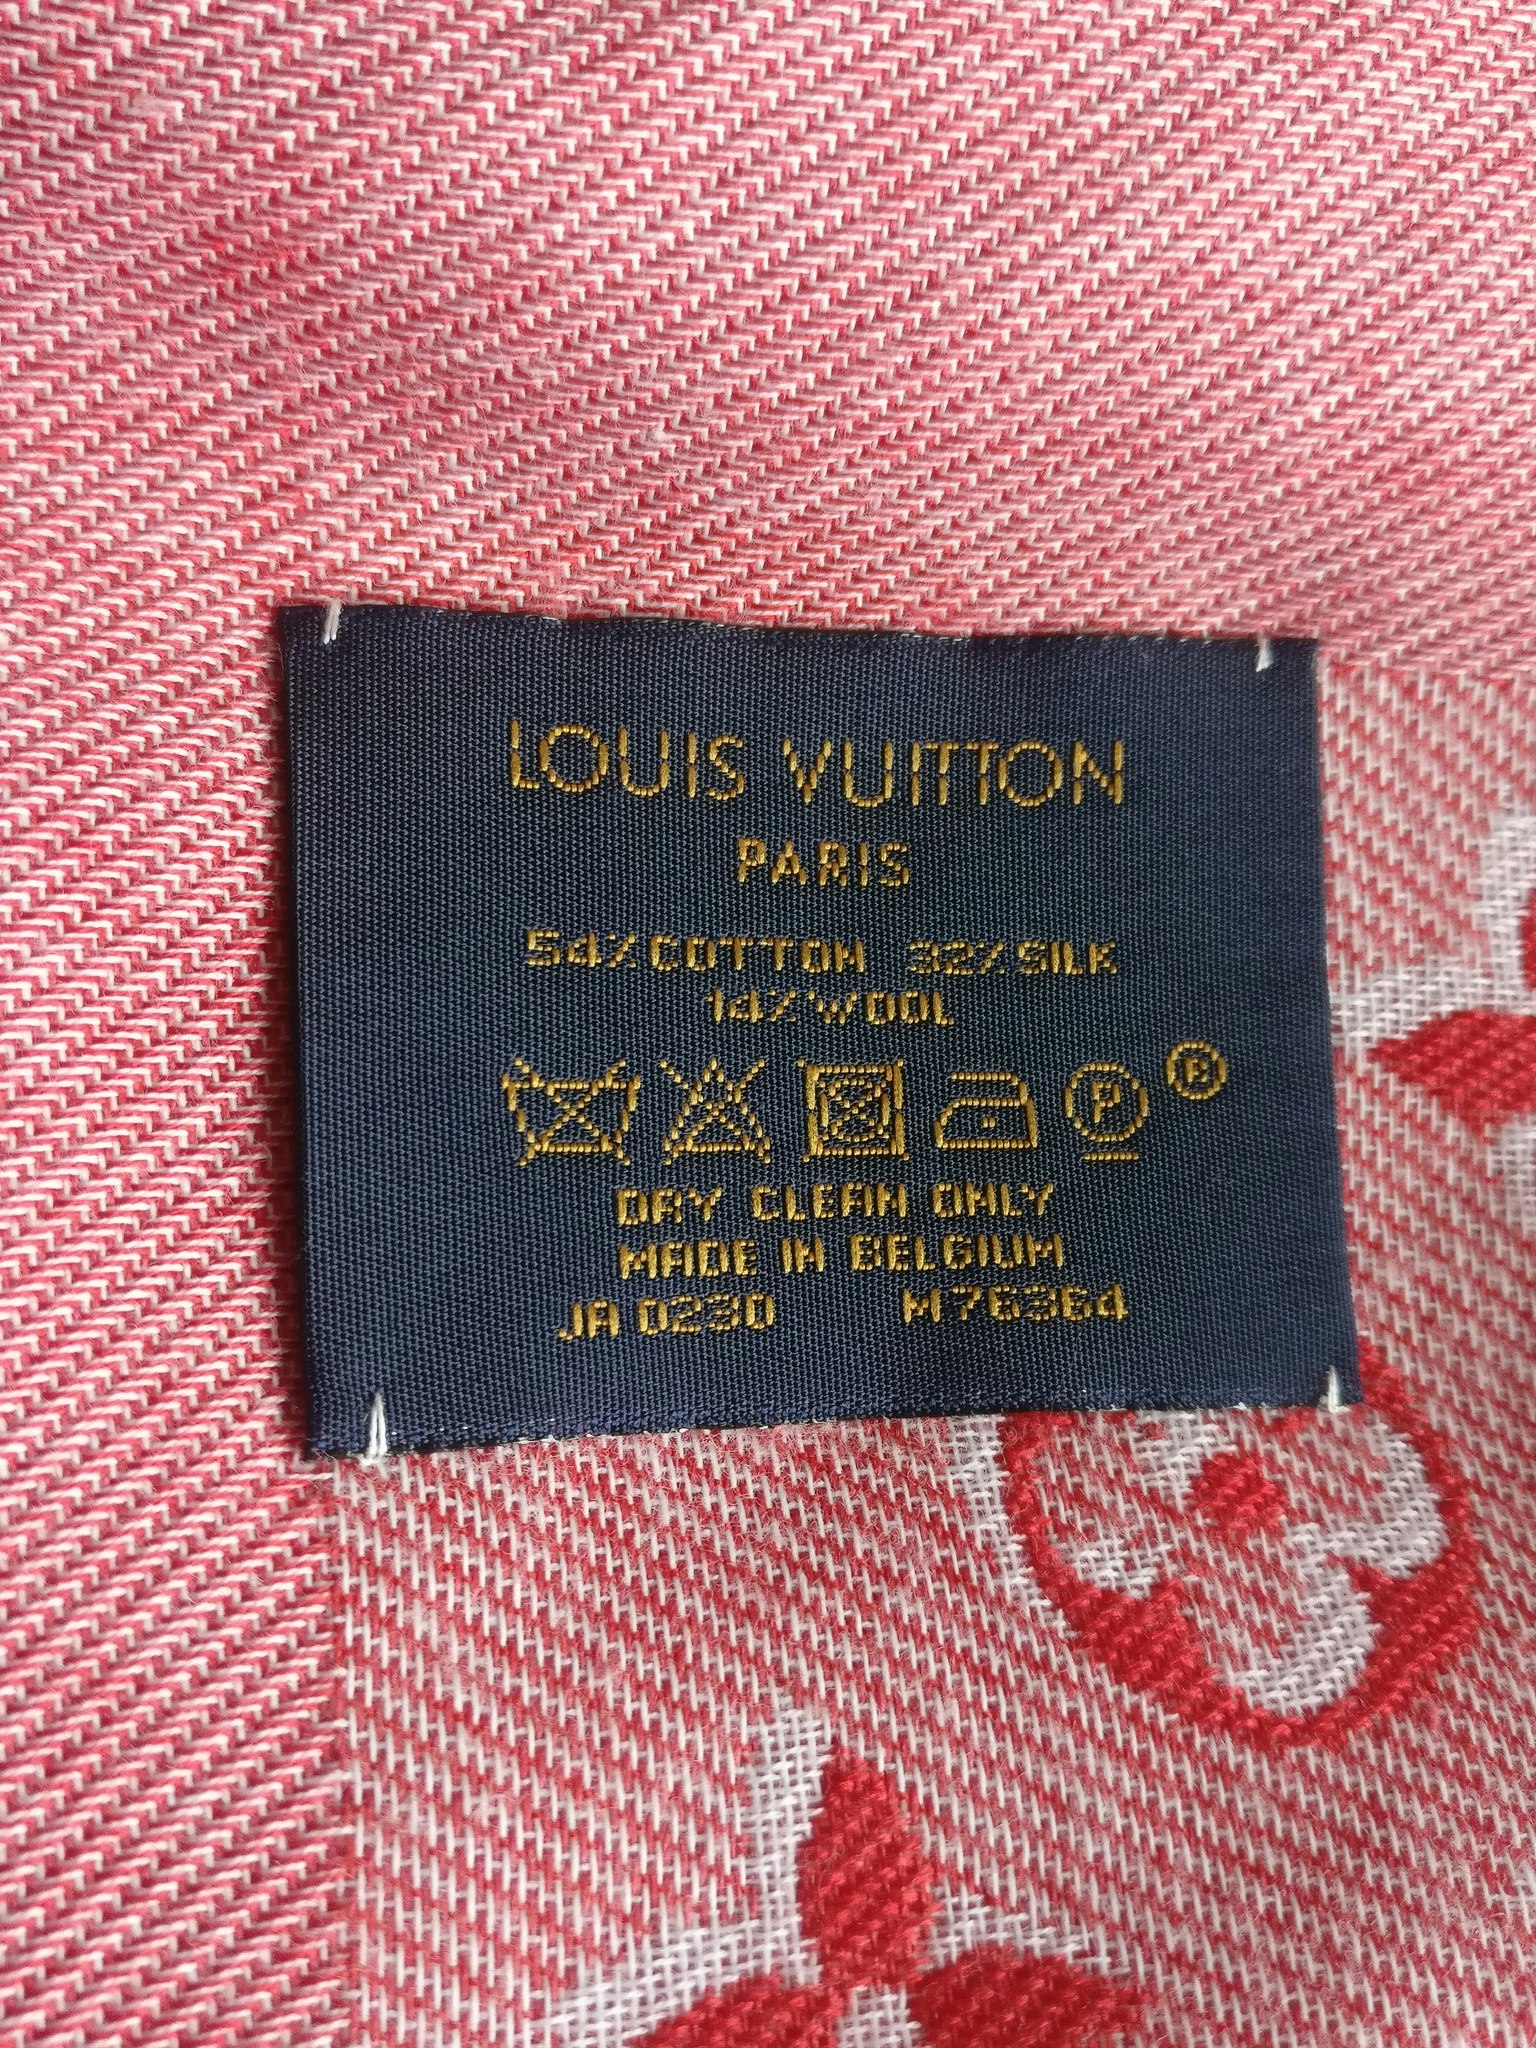 LOUIS VUITTON
PARIS
54% COTTON 32% SILK
14% WOOL
P P
DRY CLEAN ONLY
MADE IN BELGIUM
JA 0230 M76364